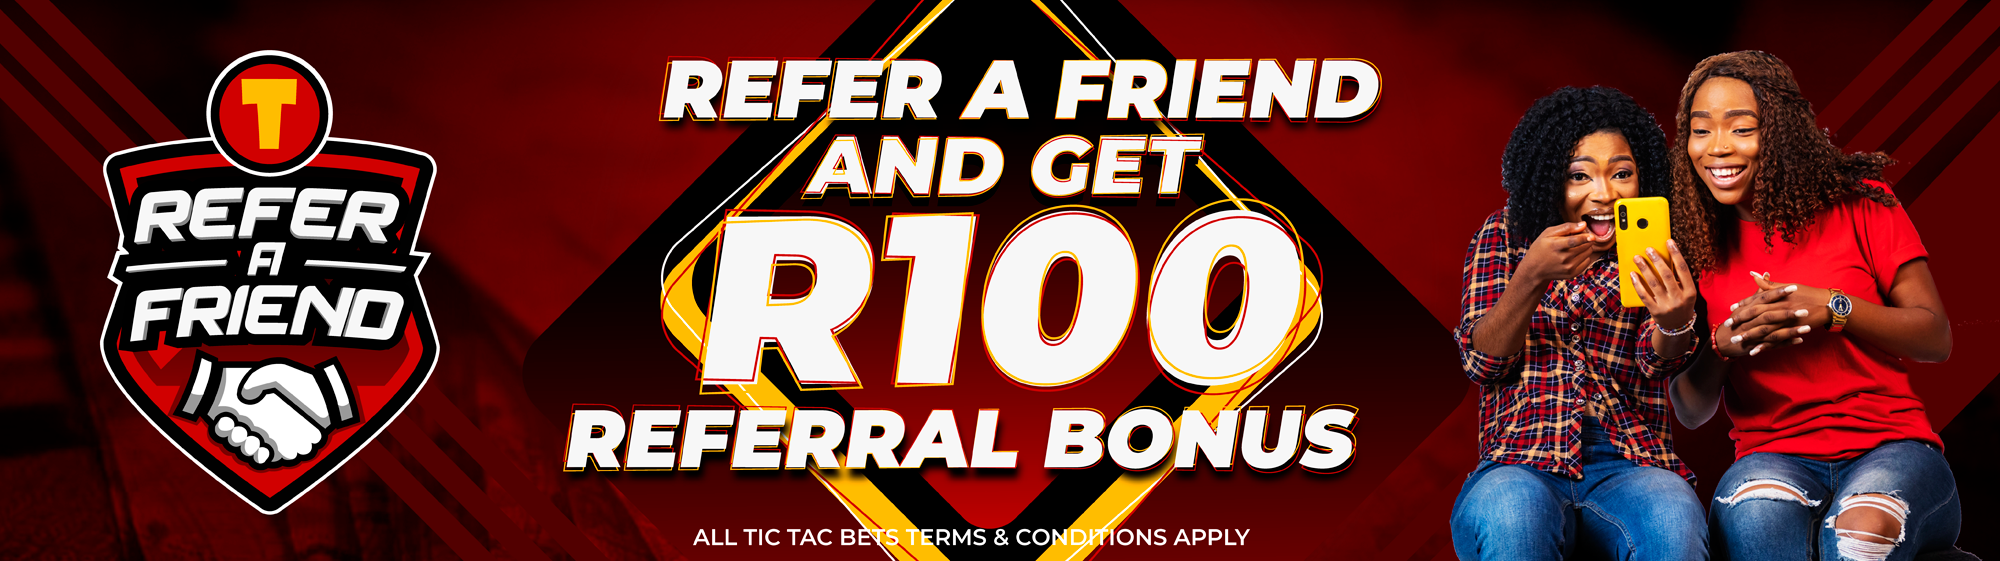 T
REFER
A
FRIEND
REFER A FRIEND
AND GET
R100
REFERRAL BONUS
ALL TIC TAC BETS TERMS & CONDITIONS APPLY